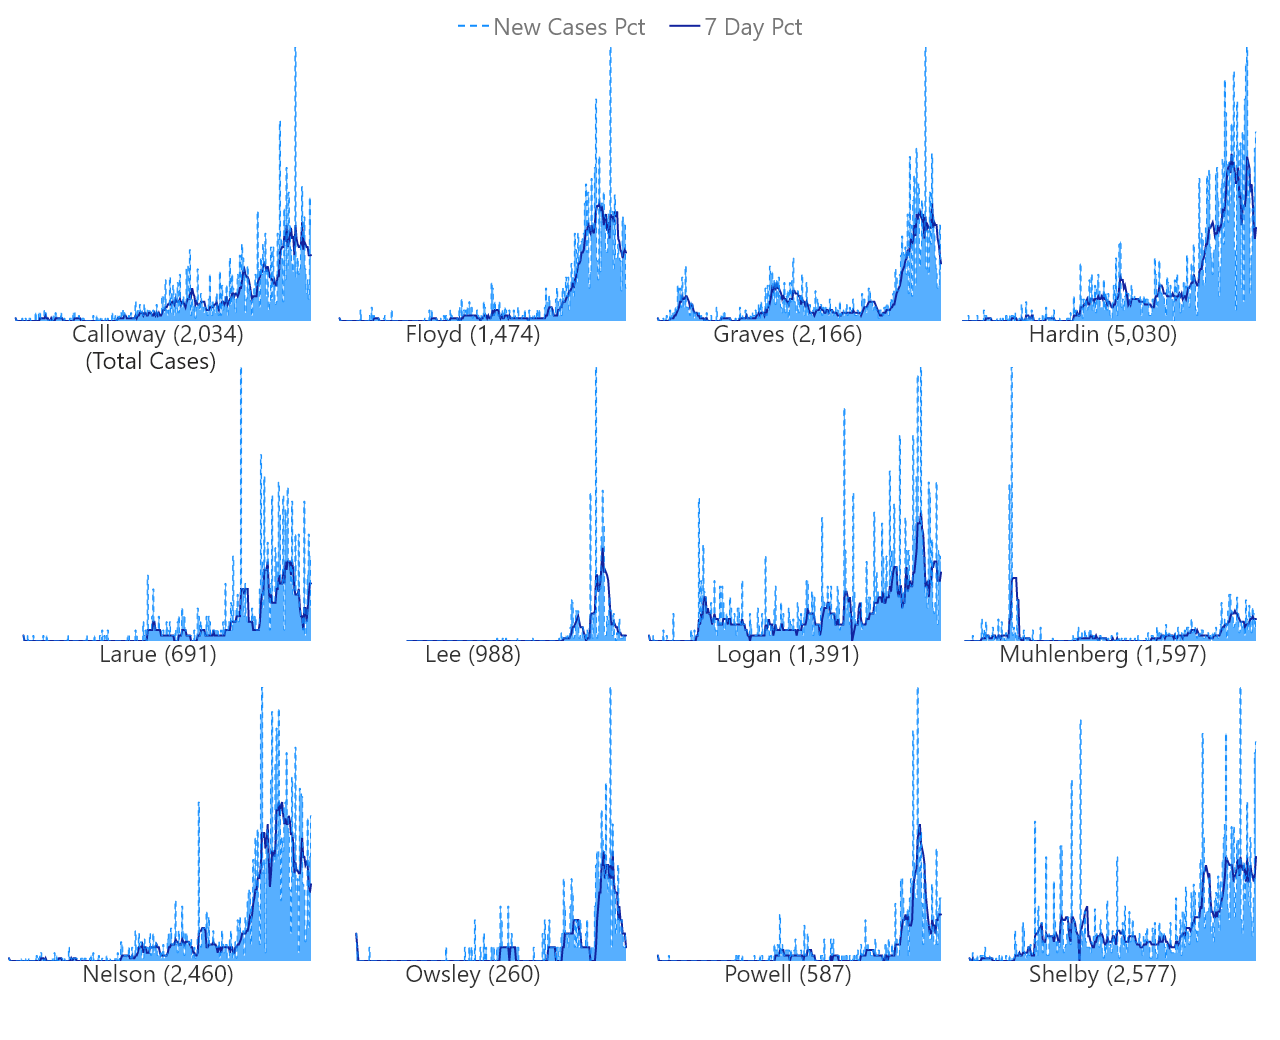 New Cases Pct 7 Day Pct
Calloway (2,034) Floyd (1,474) Graves (2,166) Hardin (5,030)
(Total Cases)
Larue (691) Lee (988) Logan (1,391) Muhlenberg (1,597)
Nelson (2,460) Owsley (260) Powell (587) Shelby (2,577)